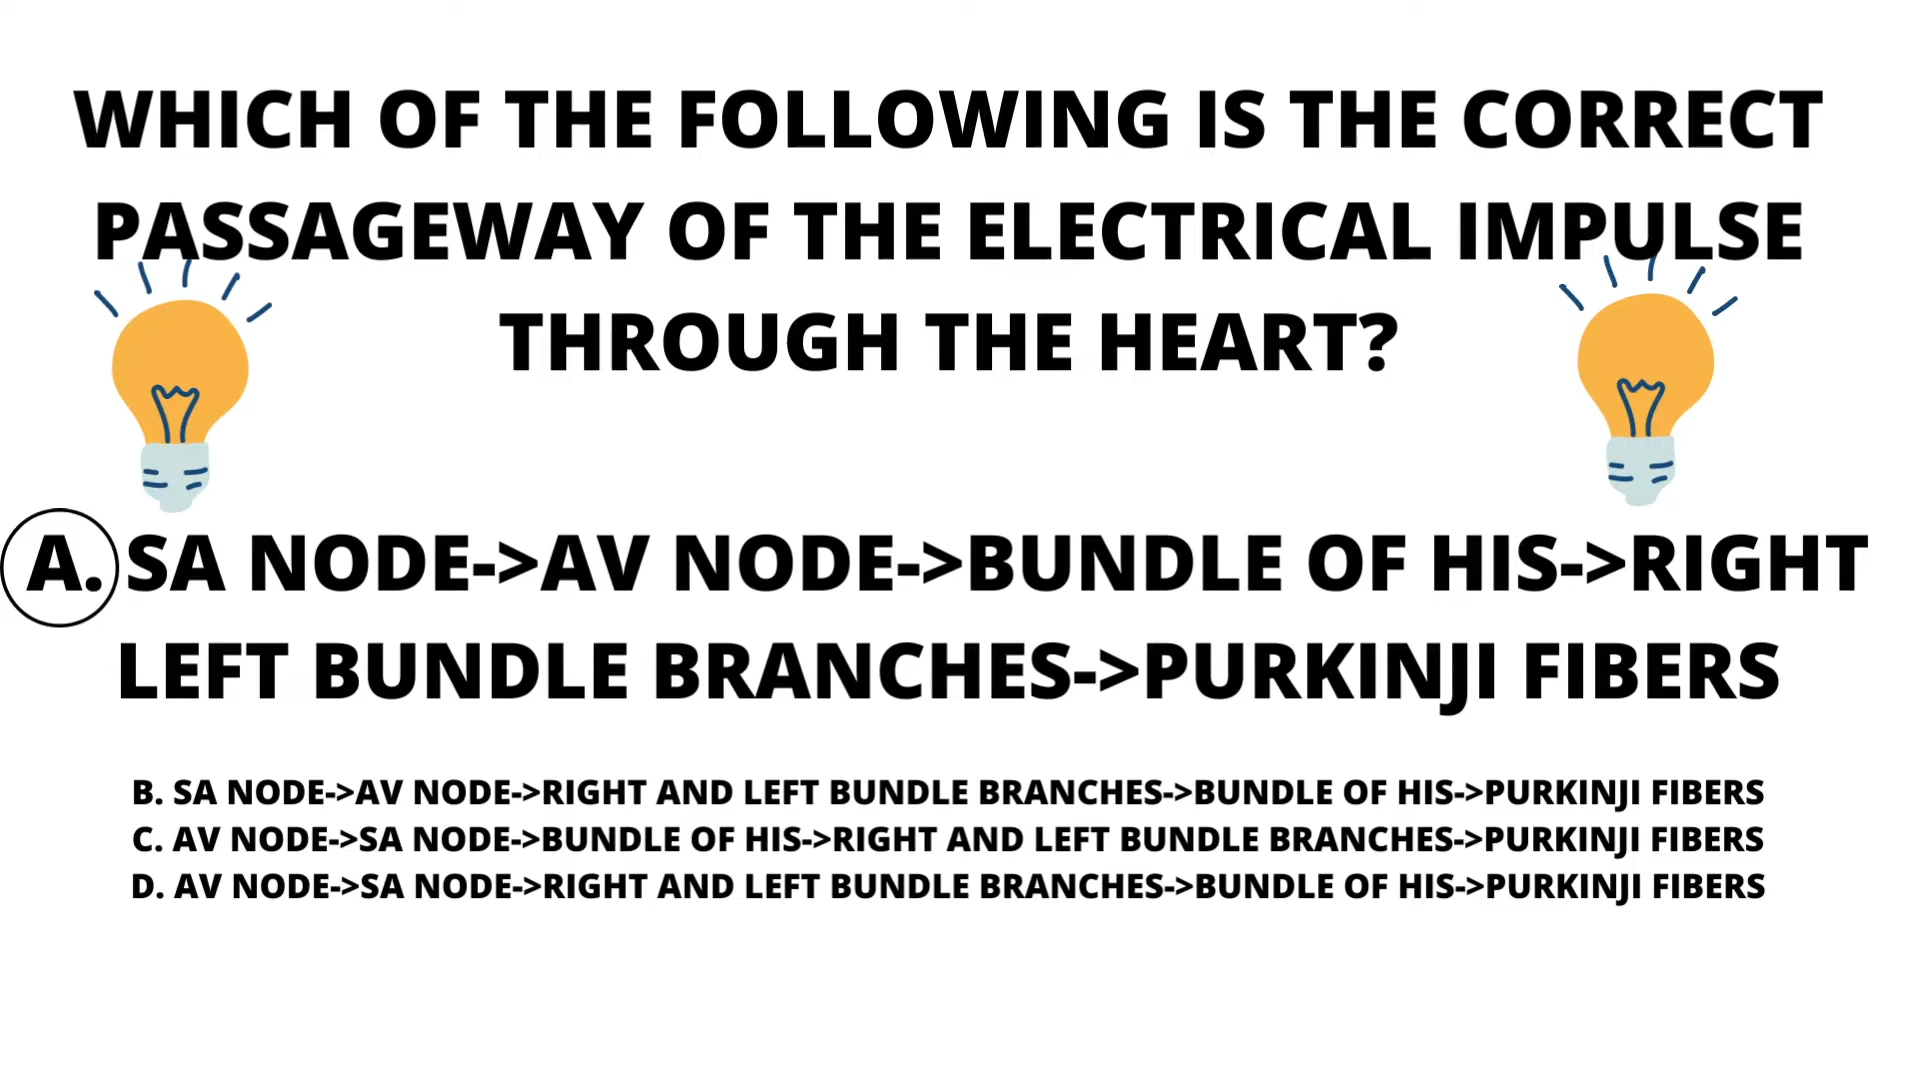 WHICH OF THE FOLLOWING IS THE CORRECT
PASSAGEWAY OF THE ELECTRICAL IMPULSE
THROUGH THE HEART?
A. SA NODE->AV NODE->BUNDLE OF HIS->RIGHT
LEFT BUNDLE BRANCHES->PURKINJI FIBERS
B. SA NODE->AV NODE->RIGHT AND LEFT BUNDLE BRANCHES->BUNDLE OF HIS->PURKINJI FIBERS
C. AV NODE->SA NODE->BUNDLE OF HIS->RIGHT AND LEFT BUNDLE BRANCHES->PURKINJI FIBERS
D. AV NODE->SA NODE->RIGHT AND LEFT BUNDLE BRANCHES->BUNDLE OF HIS->PURKINJI FIBERS